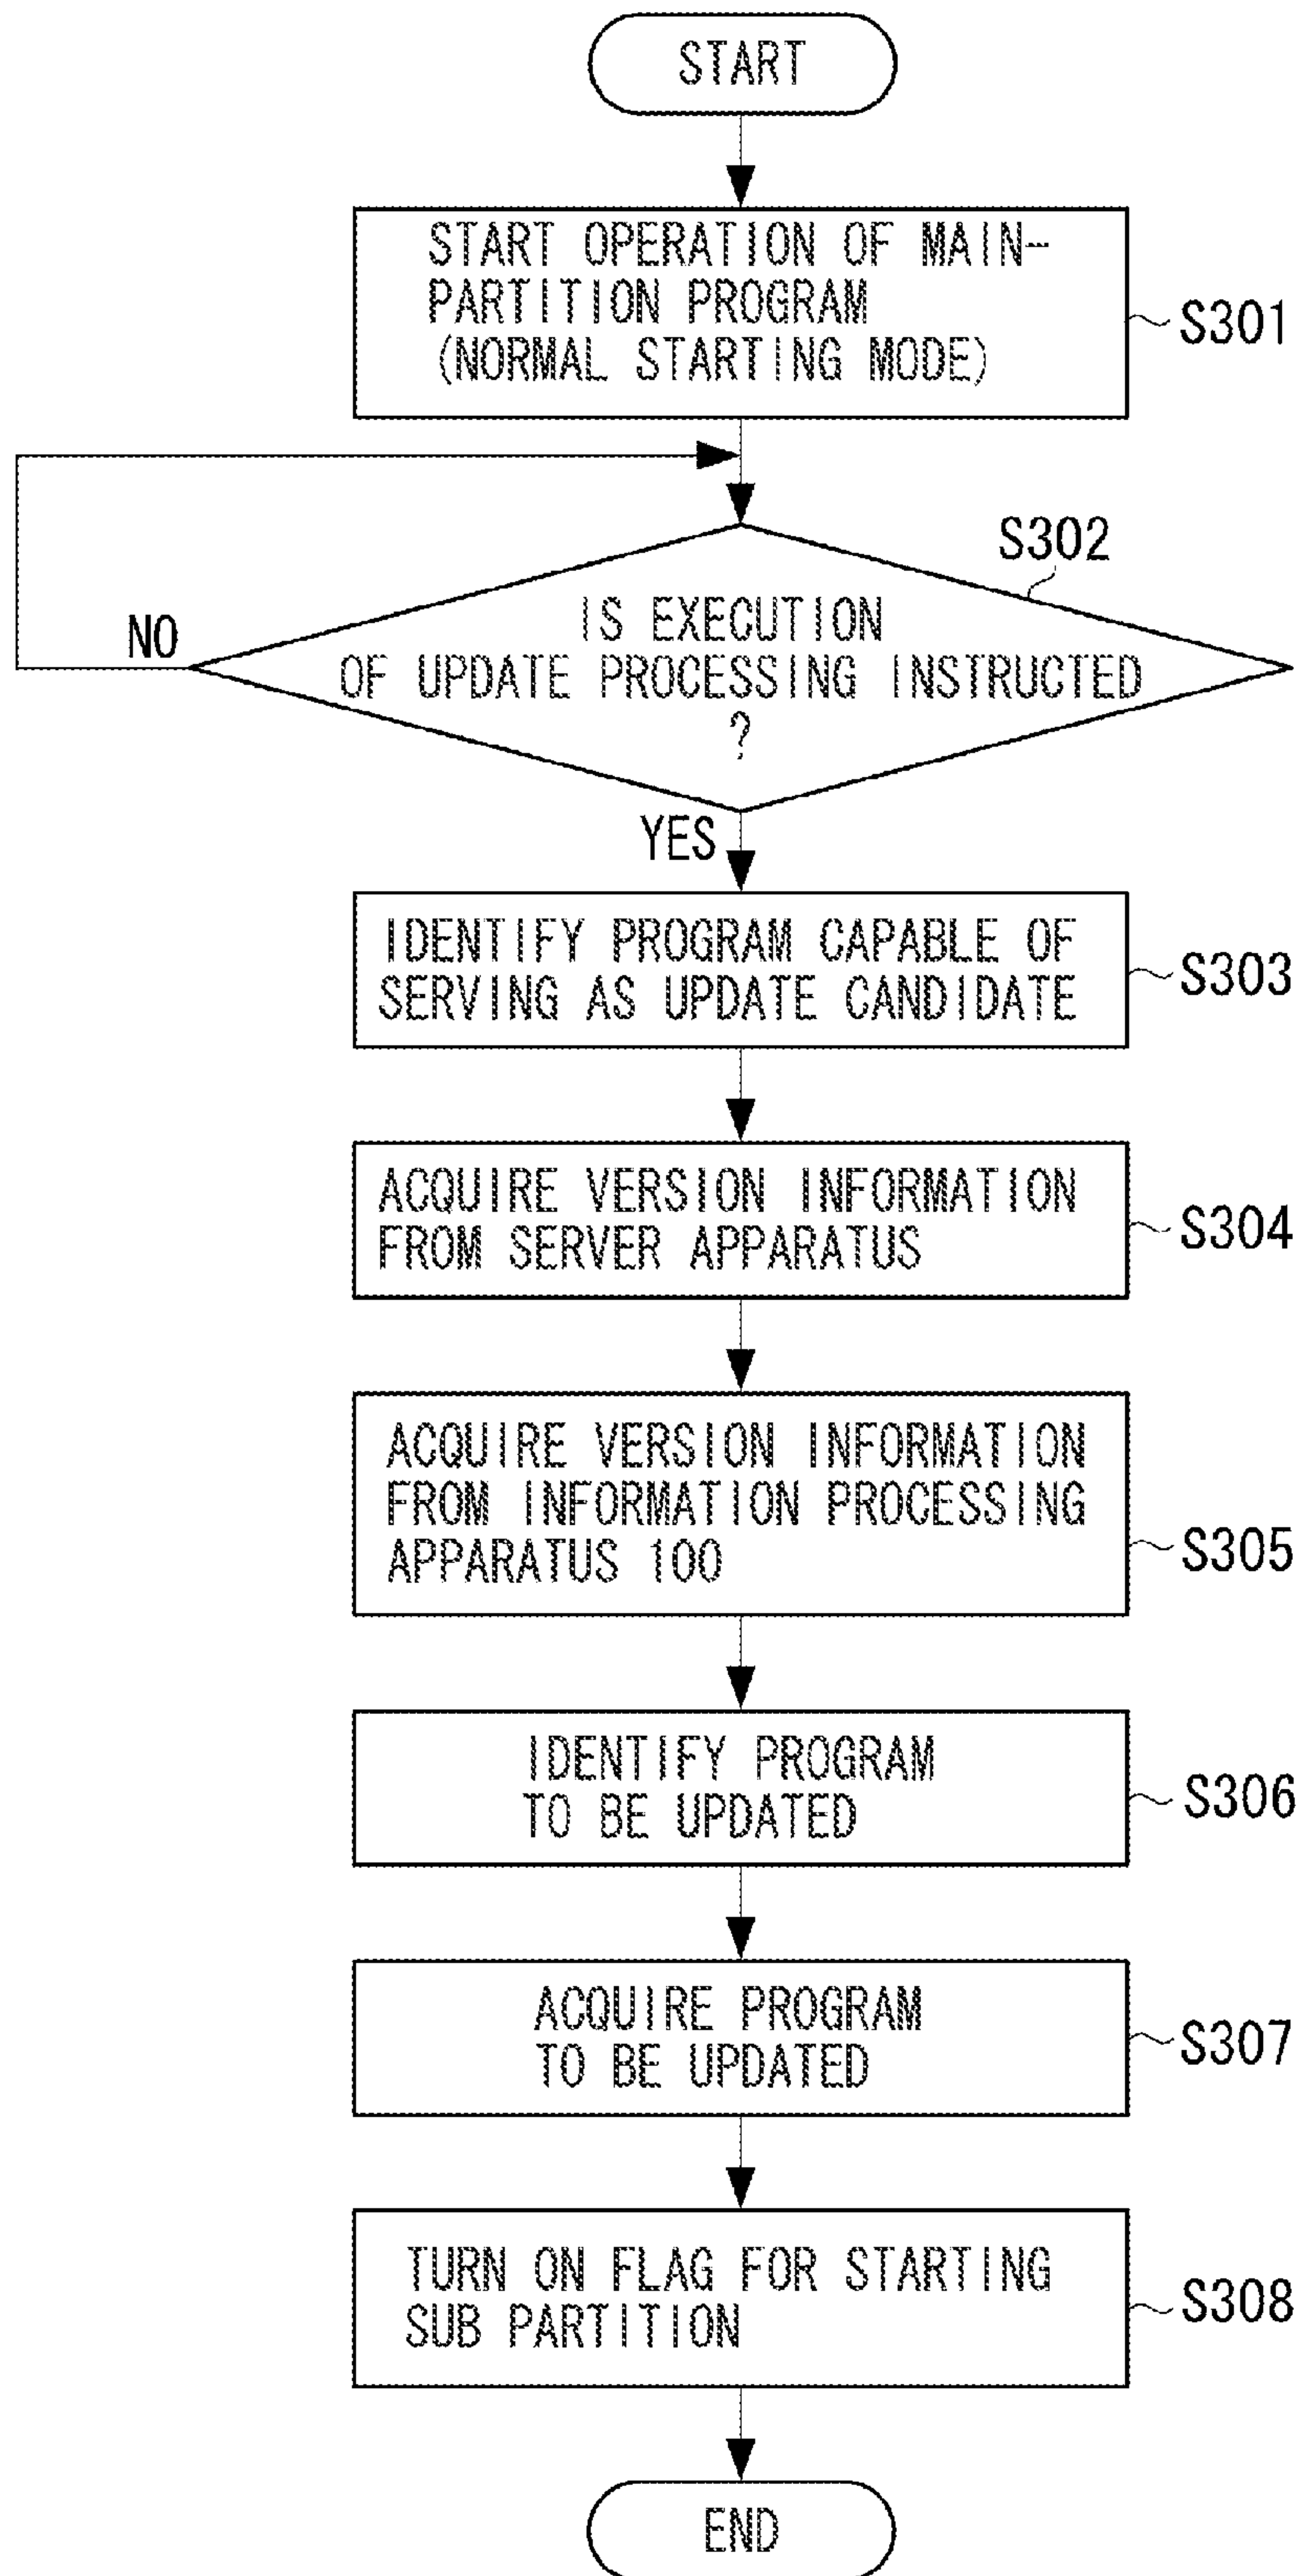 START
START OPERATION OF MAIN-
PARTITION PROGRAM
(NORMAL STARTING MODE)
S301
S302
IS EXECUTION
OF UPDATE PROCESSING INSTRUCTED
?
NO
YES
IDENTIFY PROGRAM CAPABLE OF
SERVING AS UPDATE CANDIDATE
S303
ACQUIRE VERSION INFORMATION
FROM SERVER APPARATUS
S304
ACQUIRE VERSION INFORMATION
FROM INFORMATION PROCESSING
APPARATUS 100
S305
IDENTIFY PROGRAM
TO BE UPDATED
S306
ACQUIRE PROGRAM
TO BE UPDATED
S307
TURN ON FLAG FOR STARTING
SUB PARTITION
S308
END